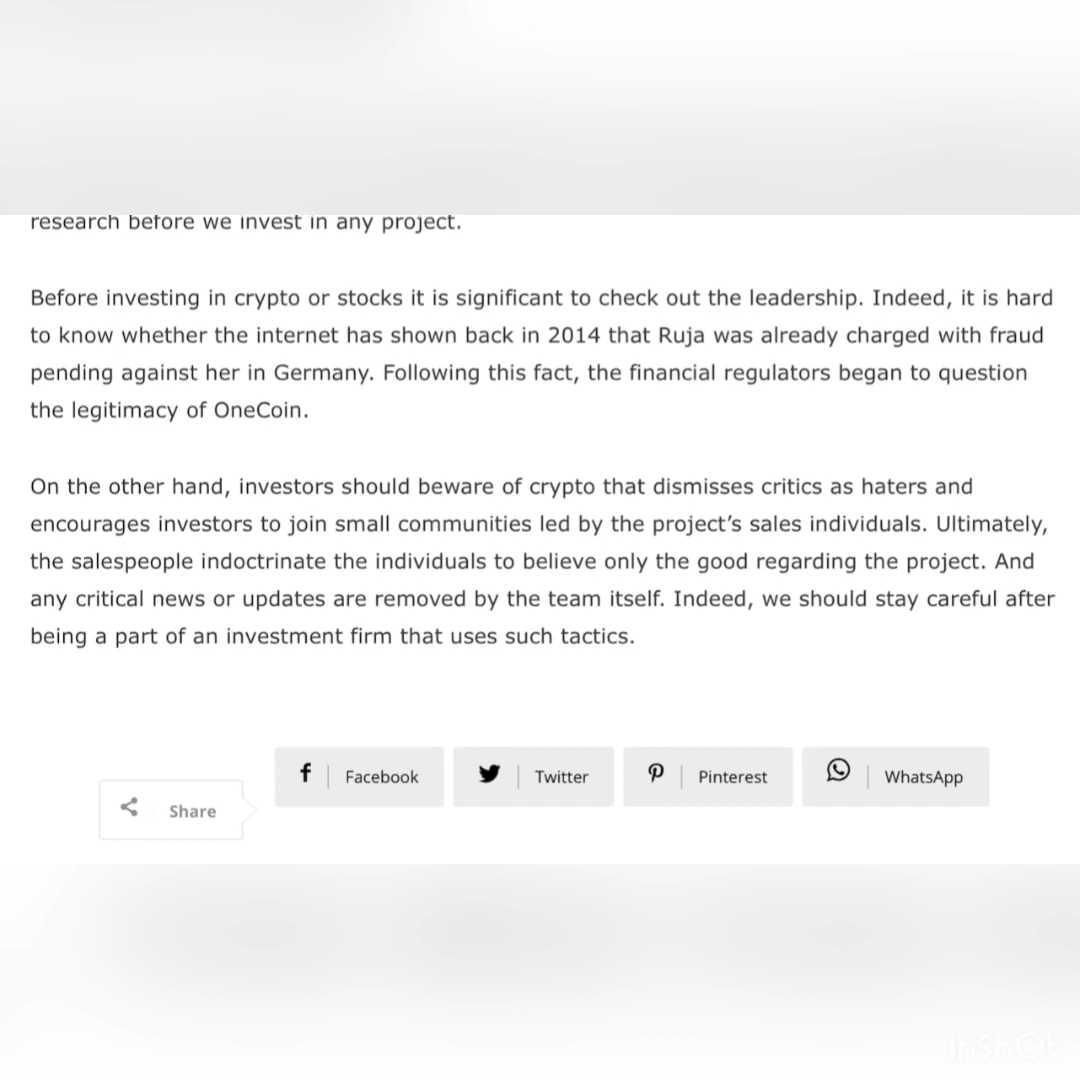 research before we invest in any project.
Before investing in crypto or stocks it is significant to check out the leadership. Indeed, it is hard
to know whether the internet has shown back in 2014 that Ruja was already charged with fraud
pending against her in Germany. Following this fact, the financial regulators began to question
the legitimacy of OneCoin.
On the other hand, investors should beware of crypto that dismisses critics as haters and
encourages investors to join small communities led by the project’s sales individuals. Ultimately,
the salespeople indoctrinate the individuals to believe only the good regarding the project. And
any critical news or updates are removed by the team itself. Indeed, we should stay careful after
being a part of an investment firm that uses such tactics.
Facebook Twitter Pinterest WhatsApp
Share